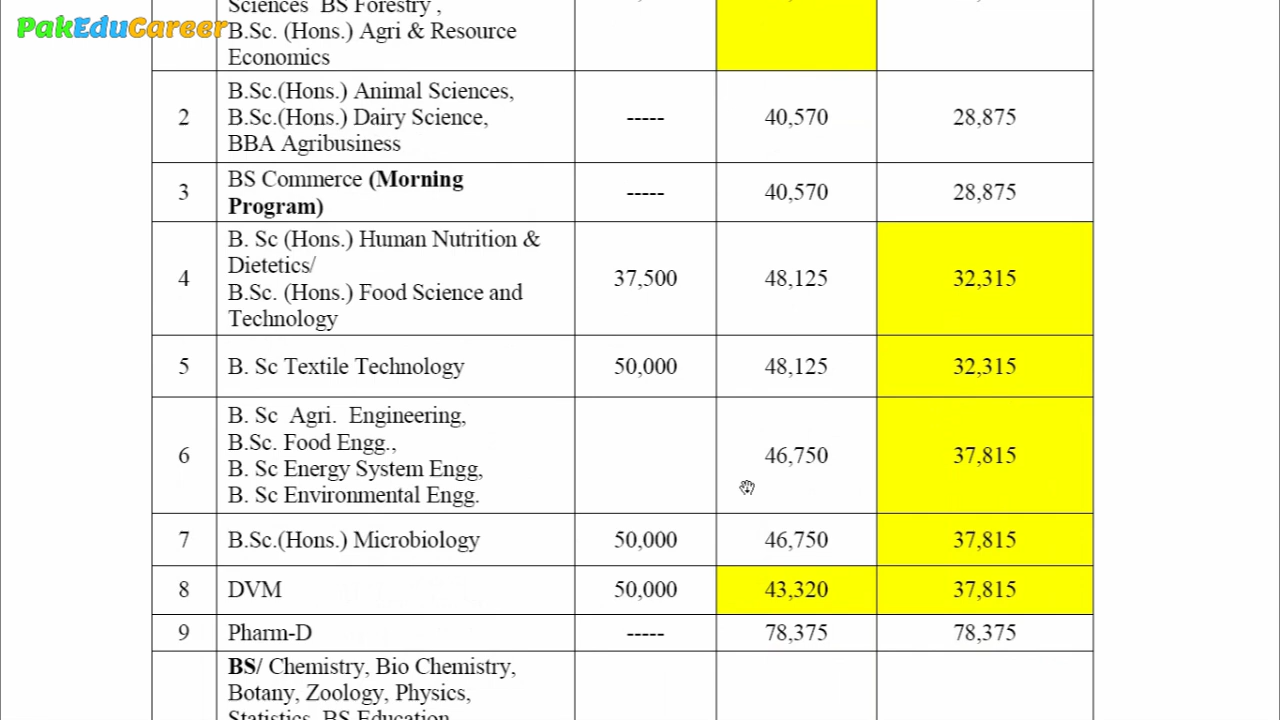 Sciences BS Forestry ,
PakEduCareer
B.Sc. (Hons.) Agri & Resource
Economics
2
B.Sc.(Hons.) Animal Sciences,
B.Sc.(Hons.) Dairy Science,
BBA Agribusiness
-----
40,570
28,875
3
BS Commerce (Morning
Program)
-----
40,570
28,875
4
B. Sc (Hons.) Human Nutrition &
Dietetics/
B.Sc. (Hons.) Food Science and
Technology
37,500
48,125
32,315
5
B. Sc Textile Technology
50,000
48,125
32,315
6
B. Sc Agri. Engineering,
B.Sc. Food Engg.,
B. Sc Energy System Engg,
B. Sc Environmental Engg.
46,750
37,815
7
B.Sc.(Hons.) Microbiology
50,000
46,750
37,815
8
DVM
50,000
43,320
37,815
9
Pharm-D
-----
78,375
78,375
BS/ Chemistry, Bio Chemistry,
Botany, Zoology, Physics,
Statistics, BS Education